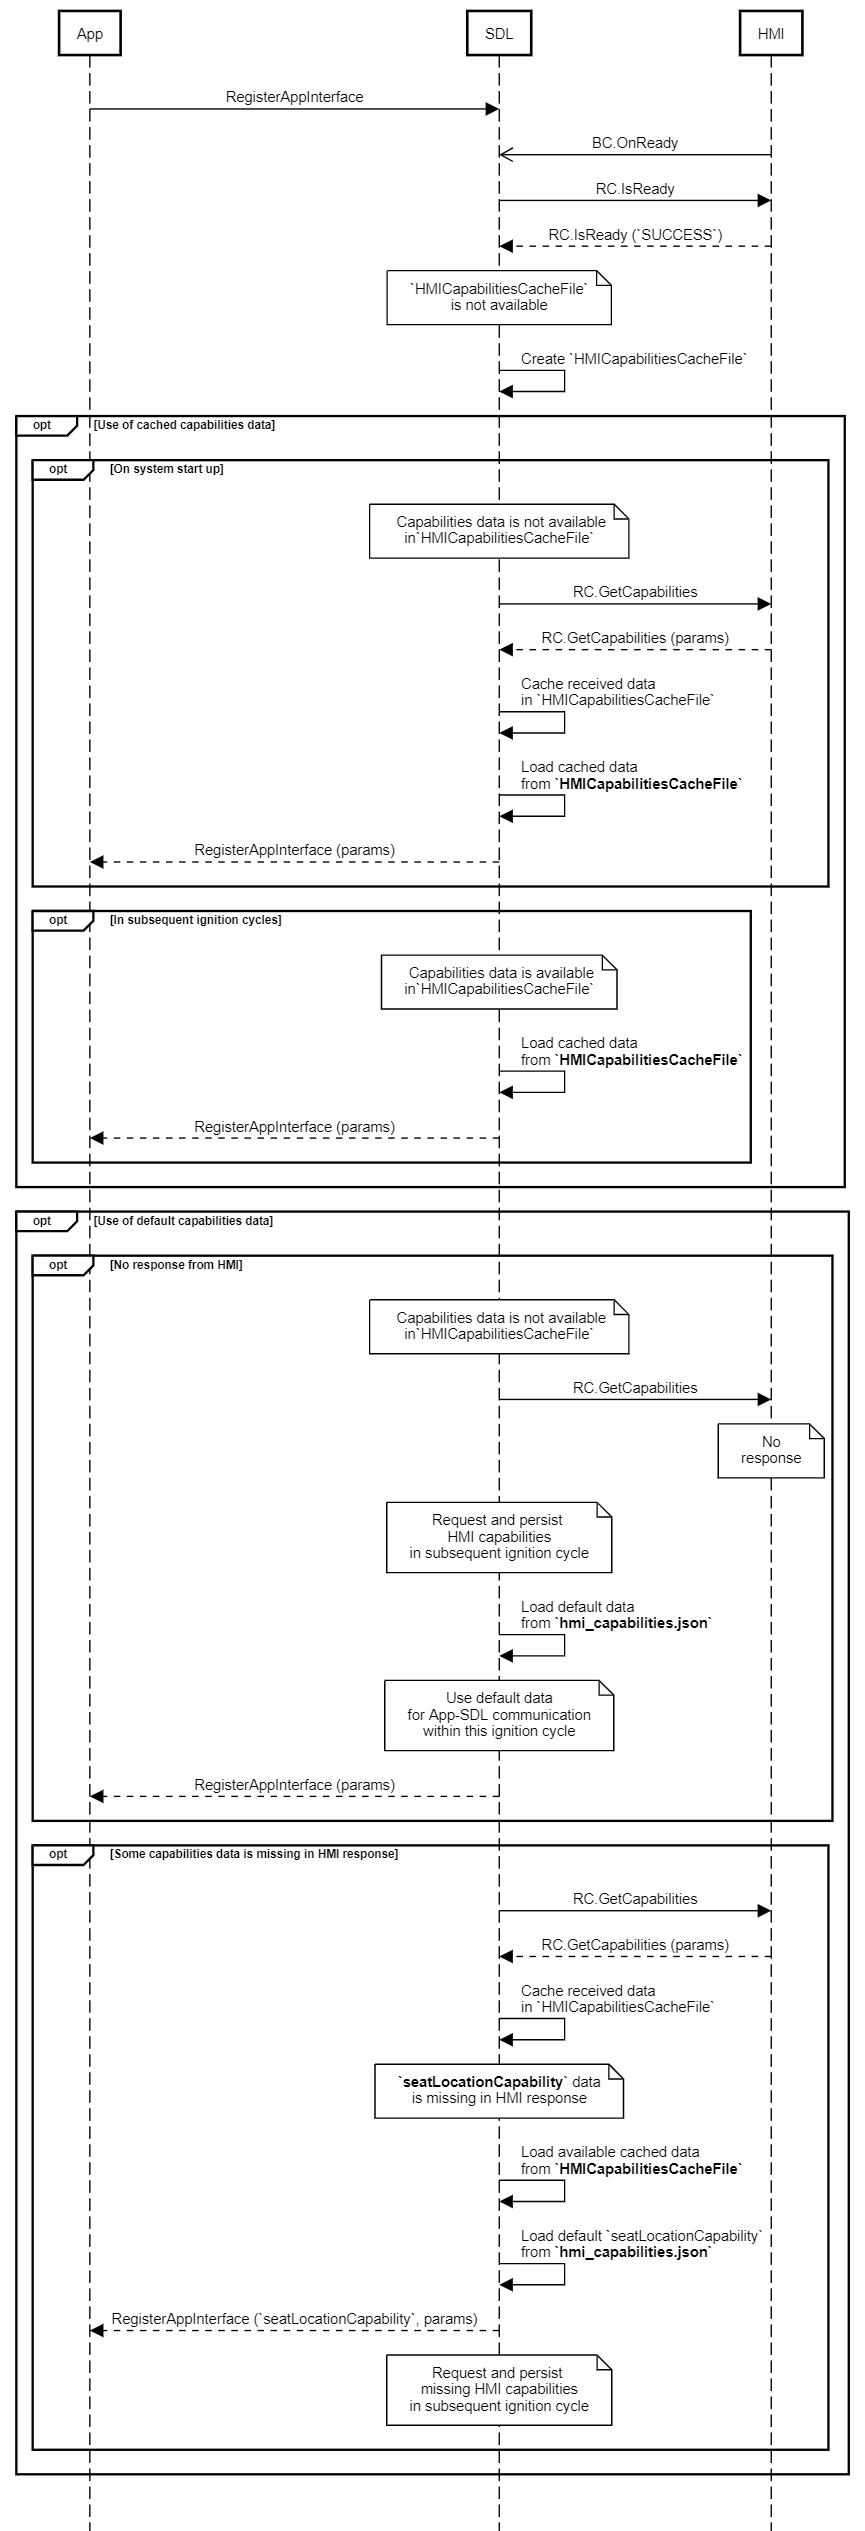 App
SDL
HMI
RegisterAppInterface
BC.OnReady
RC.IsReady
RC.IsReady (`SUCCESS`)
`HMICapabilitiesCacheFile`
is not available
Create `HMICapabilitiesCacheFile`
opt
[Use of cached capabilities data]
opt
[On system start up]
Capabilities data is not available
in`HMICapabilitiesCacheFile`
RC.GetCapabilities
RC.GetCapabilities (params)
Cache received data
in `HMICapabilitiesCacheFile`
Load cached data
from `HMICapabilitiesCacheFile`
RegisterAppInterface (params)
opt
[In subsequent ignition cycles]
Capabilities data is available
in`HMICapabilitiesCacheFile`
Load cached data
from `HMICapabilitiesCacheFile`
RegisterAppInterface (params)
opt
[Use of default capabilities data]
opt
[No response from HMI]
Capabilities data is not available
in`HMICapabilitiesCacheFile`
RC.GetCapabilities
No
response
Request and persist
HMI capabilities
in subsequent ignition cycle
Load default data
from `hmi_capabilities.json`
Use default data
for App-SDL communication
within this ignition cycle
RegisterAppInterface (params)
opt
[Some capabilities data is missing in HMI response]
RC.GetCapabilities
RC.GetCapabilities (params)
Cache received data
in `HMICapabilitiesCacheFile`
`seatLocationCapability` data
is missing in HMI response
Load available cached data
from `HMICapabilitiesCacheFile`
Load default `seatLocationCapability`
from `hmi_capabilities.json`
RegisterAppInterface (`seatLocationCapability`, params)
Request and persist
missing HMI capabilities
in subsequent ignition cycle